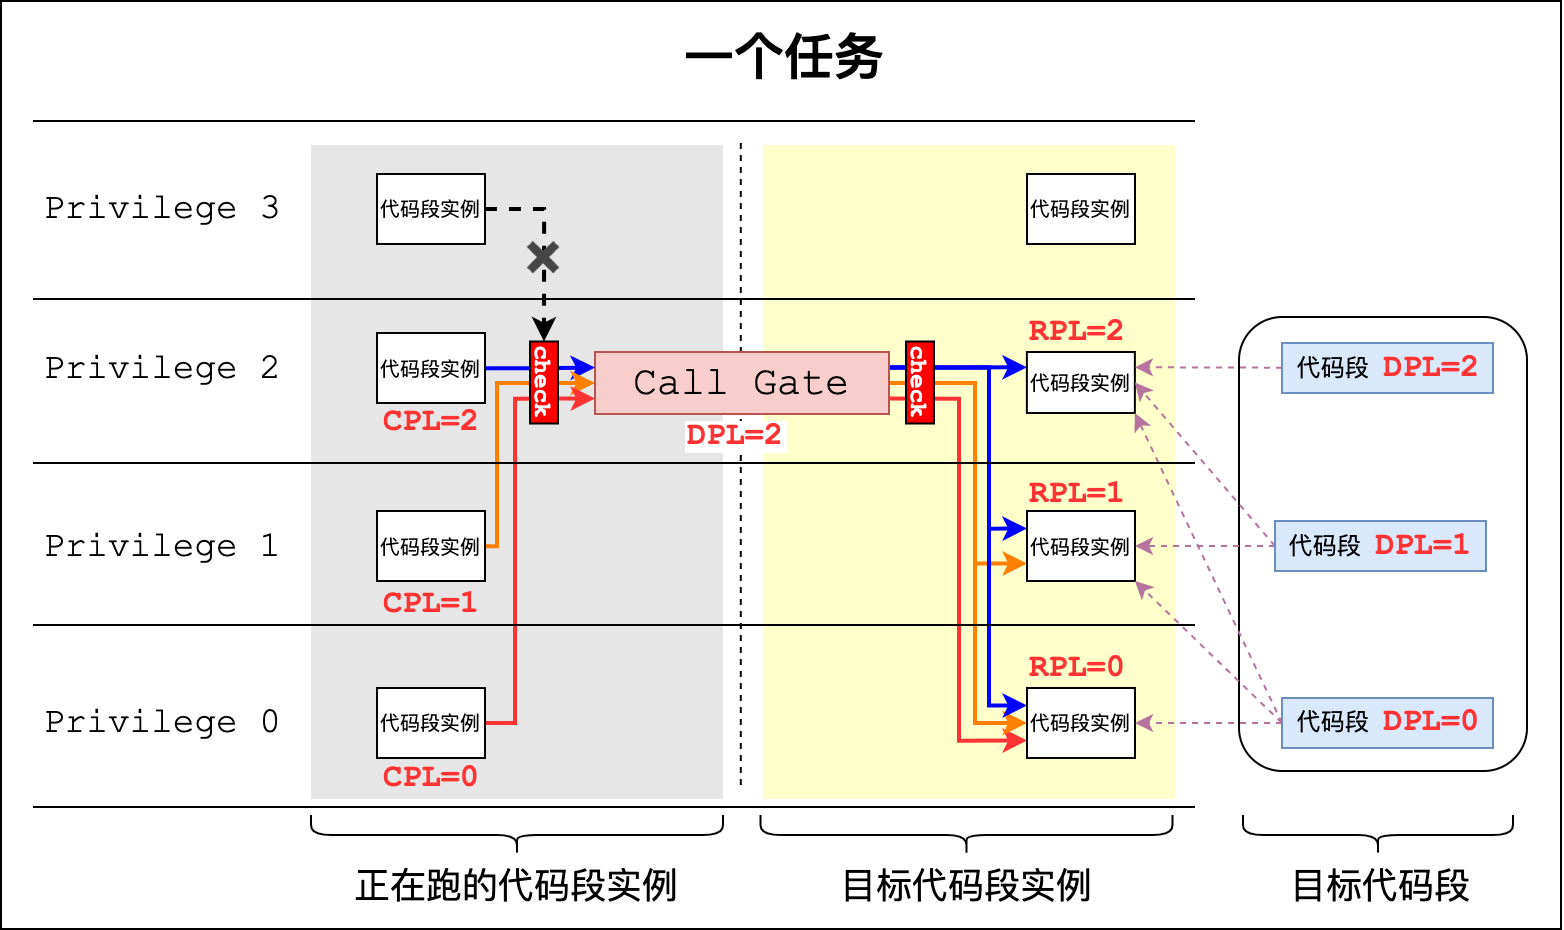 一个任务
Privilege 3
代码段实例
代码段实例
Privilege 2
代码段实例
CPL=2
check
Call Gate
DPL=2
check
RPL=2
代码段实例
代码段 DPL=2
Privilege 1
代码段实例
CPL=1
RPL=1
代码段实例
代码段 DPL=1
Privilege 0
代码段实例
CPL=0
RPL=0
代码段实例
代码段 DPL=0
正在跑的代码段实例
目标代码段实例
目标代码段